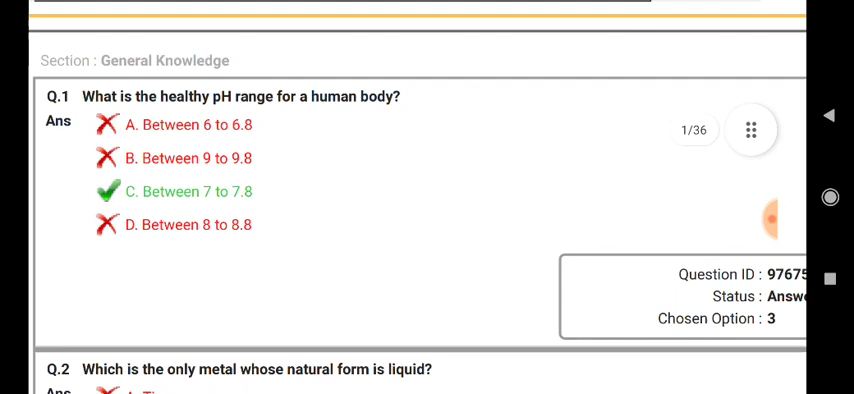 Section : General Knowledge
Q.1 What is the healthy pH range for a human body?
Ans A. Between 6 to 6.8
1/36
B. Between 9 to 9.8
C. Between 7 to 7.8
D. Between 8 to 8.8
Question ID : 97675
Status : Answ
Chosen Option : 3
Q.2 Which is the only metal whose natural form is liquid?
Ans